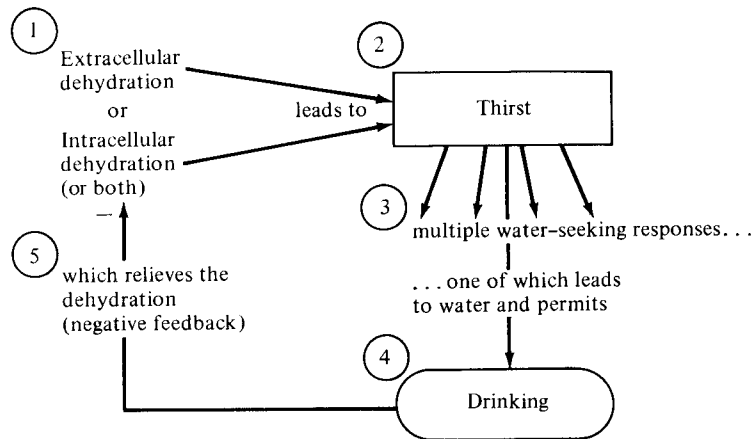 1
Extracellular
dehydration
or
Intracellular
dehydration
(or both)
−
leads to
2
Thirst
3
multiple water-seeking responses...
...one of which leads
to water and permits
4
Drinking
5
which relieves the
dehydration
(negative feedback)